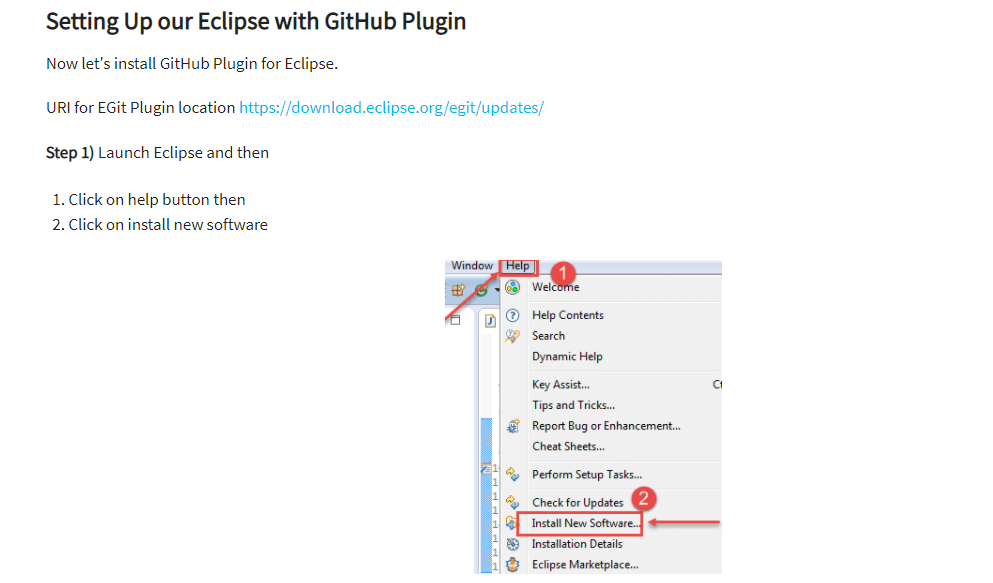 Setting Up our Eclipse with GitHub Plugin
Now let's install GitHub Plugin for Eclipse.
URI for EGit Plugin location https://download.eclipse.org/egit/updates/
Step 1) Launch Eclipse and then
1. Click on help button then
2. Click on install new software
Window Help 1
Welcome
Help Contents
Search
Dynamic Help
Key Assist...
Tips and Tricks...
Report Bug or Enhancement...
Cheat Sheets...
Perform Setup Tasks...
Check for Updates 2
Install New Software...
Installation Details
Eclipse Marketplace...